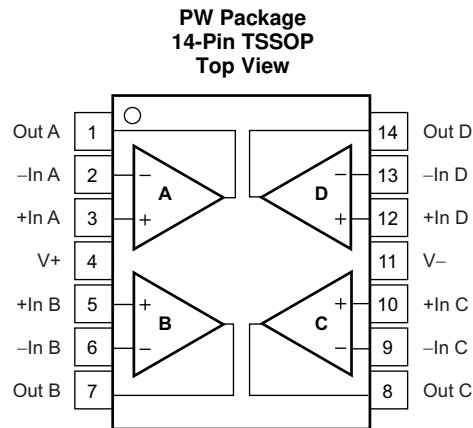 PW Package
14-Pin TSSOP
Top View
Out A 1 14 Out D
–In A 2 – – 13 –In D
A D
+In A 3 + + 12 +In D
V+ 4 11 V–
+In B 5 + + 10 +In C
B C
–In B 6 – – 9 –In C
Out B 7 8 Out C